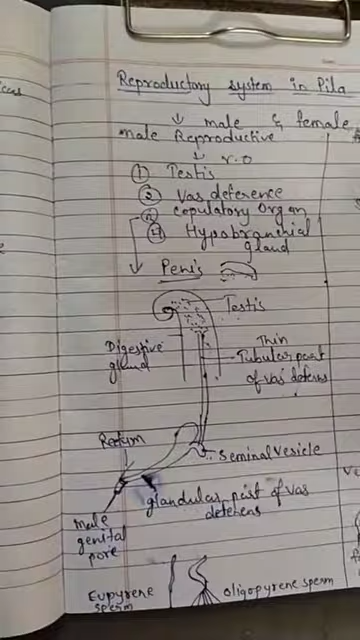 Reproductory system in Pila
↓ male & female
male Reproductive
↓ r.o
① Testis
② Vas deference
③ copulatory Organ
④ Hypobranchial
gland
Penis
Testis
Digestive
gland
Thin
Tubular part
of vas deferens
Rectum
Seminal vesicle
glandular part of vas
deferens
male
genital
pore
Eupyrene
sperm
oligopyrene sperm